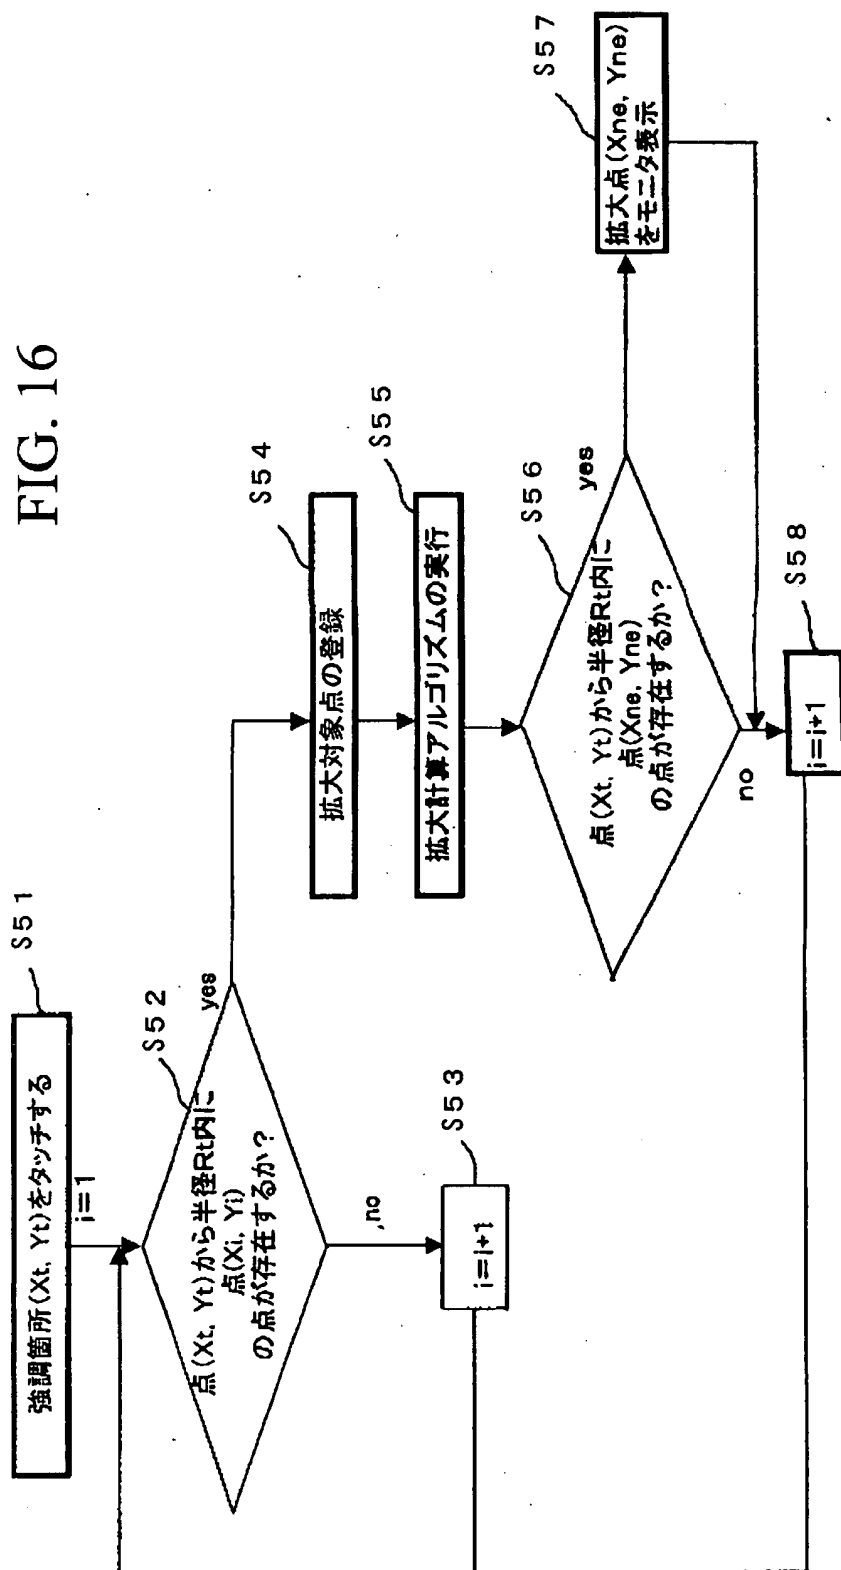 FIG. 16
S51
強調箇所(Xt, Yt)をタッチする
i=1
S52
点(Xt, Yt)から半径Rt内に
点(Xi, Yi)
の点が存在するか?
yes
no
S53
i=i+1
S54
拡大対象点の登録
S55
拡大計算アルゴリズムの実行
S56
点(Xt, Yt)から半径Rt内に
点(Xne, Yne)
の点が存在するか?
yes
no
S57
拡大点(Xne, Yne)
をモニタ表示
S58
i=i+1